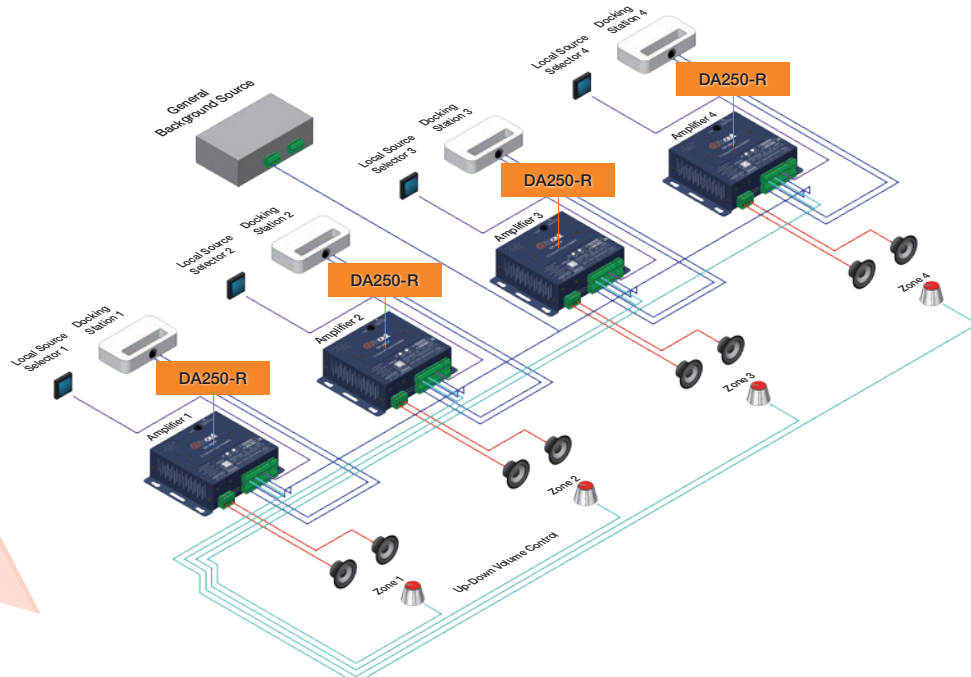 General
Background Source
Docking
Station 4
Local Source
Selector 4
DA250-R
Amplifier 4
Docking
Station 3
Local Source
Selector 3
DA250-R
Amplifier 3
Docking
Station 2
Local Source
Selector 2
DA250-R
Amplifier 2
Docking
Station 1
Local Source
Selector 1
DA250-R
Amplifier 1
Zone 4
Zone 3
Zone 2
Zone 1
Up-Down Volume Control